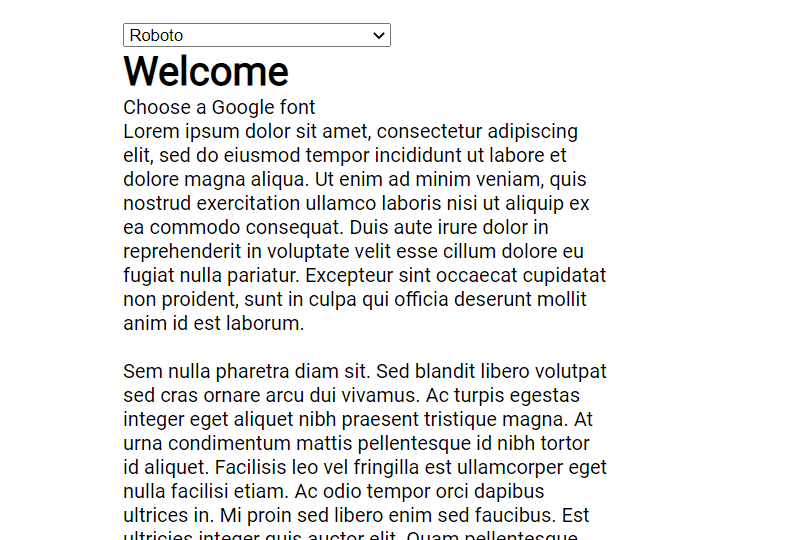 Roboto
Welcome
Choose a Google font
Lorem ipsum dolor sit amet, consectetur adipiscing
elit, sed do eiusmod tempor incididunt ut labore et
dolore magna aliqua. Ut enim ad minim veniam, quis
nostrud exercitation ullamco laboris nisi ut aliquip ex
ea commodo consequat. Duis aute irure dolor in
reprehenderit in voluptate velit esse cillum dolore eu
fugiat nulla pariatur. Excepteur sint occaecat cupidatat
non proident, sunt in culpa qui officia deserunt mollit
anim id est laborum.
Sem nulla pharetra diam sit. Sed blandit libero volutpat
sed cras ornare arcu dui vivamus. Ac turpis egestas
integer eget aliquet nibh praesent tristique magna. At
urna condimentum mattis pellentesque id nibh tortor
id aliquet. Facilisis leo vel fringilla est ullamcorper eget
nulla facilisi etiam. Ac odio tempor orci dapibus
ultrices in. Mi proin sed libero enim sed faucibus. Est
ultricies integer quis auctor elit. Quam pellentesque